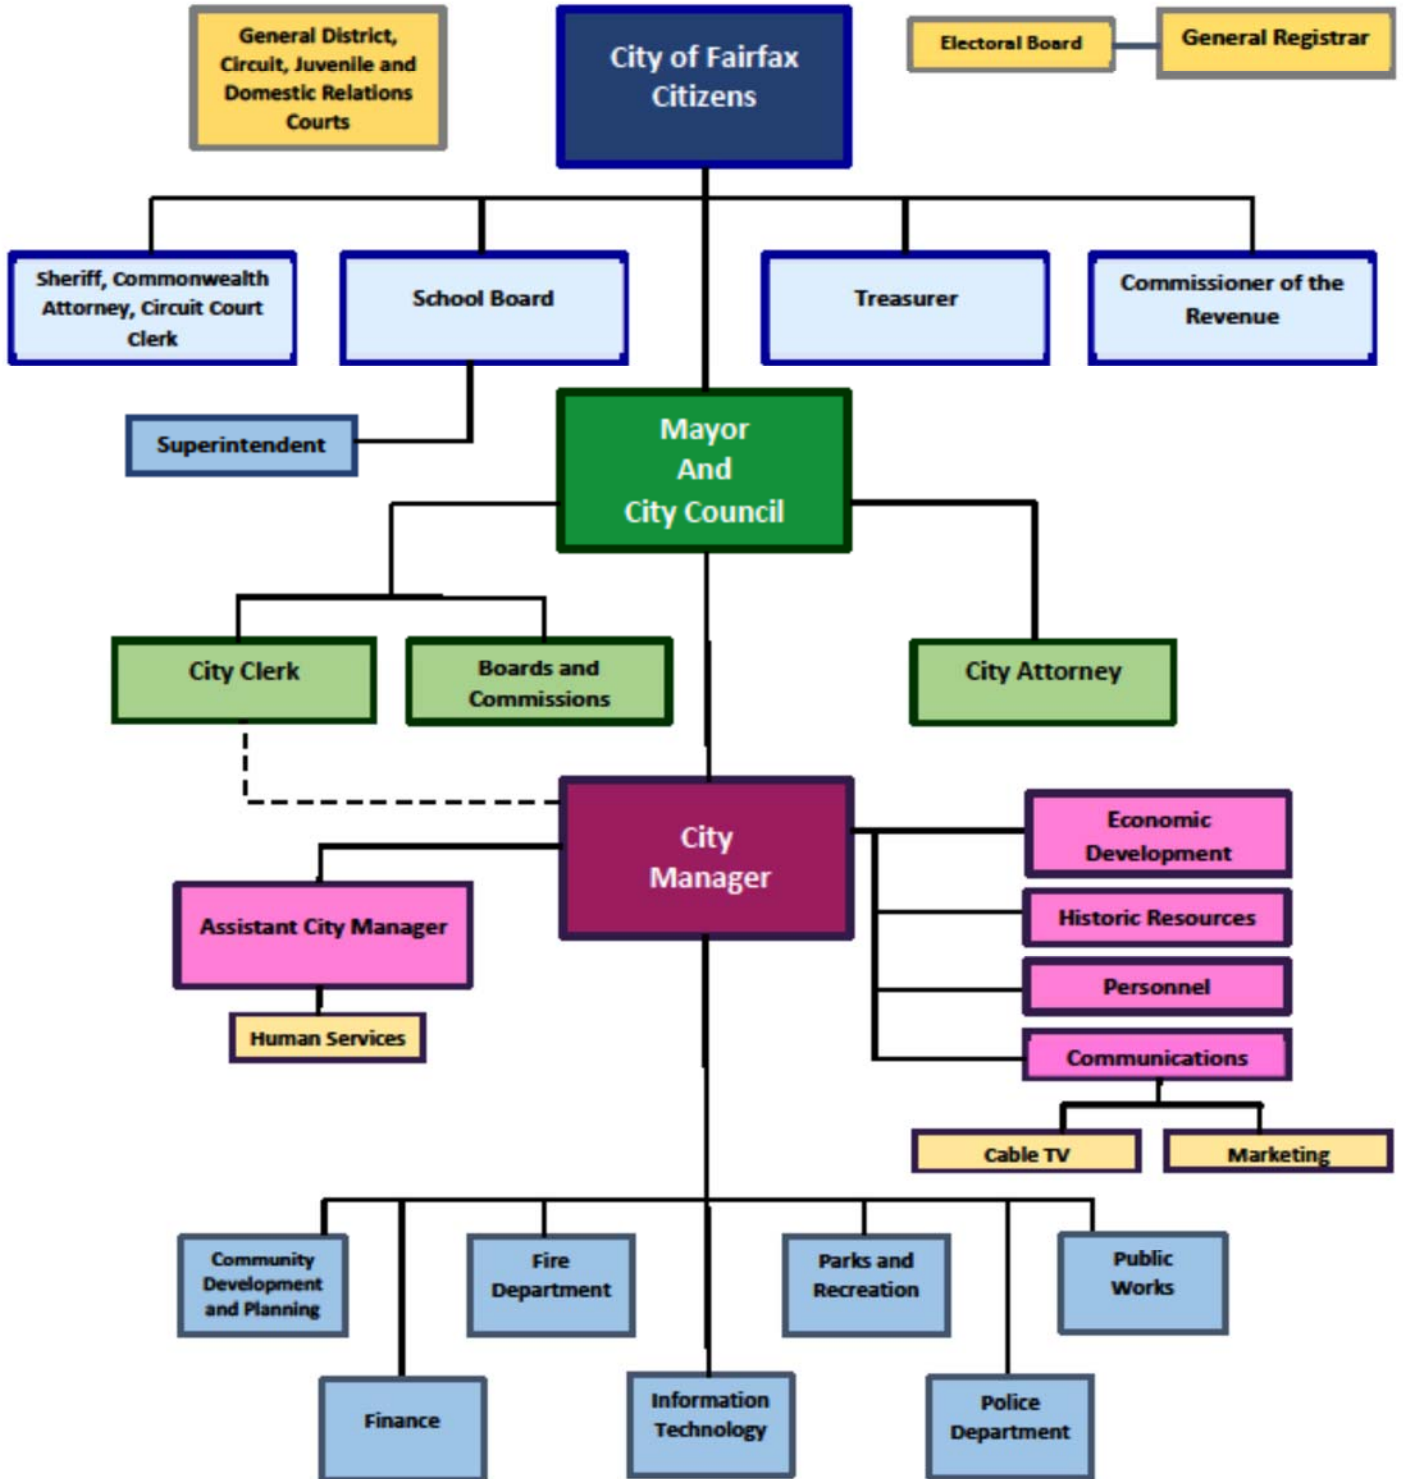 General District,
Circuit, Juvenile and
Domestic Relations
Courts
City of Fairfax
Citizens
Electoral Board
General Registrar
Sheriff, Commonwealth
Attorney, Circuit Court
Clerk
School Board
Treasurer
Commissioner of the
Revenue
Superintendent
Mayor
And
City Council
City Clerk
Boards and
Commissions
City Attorney
City
Manager
Economic
Development
Historic Resources
Personnel
Communications
Assistant City Manager
Human Services
Cable TV
Marketing
Community
Development
and Planning
Fire
Department
Parks and
Recreation
Public
Works
Finance
Information
Technology
Police
Department